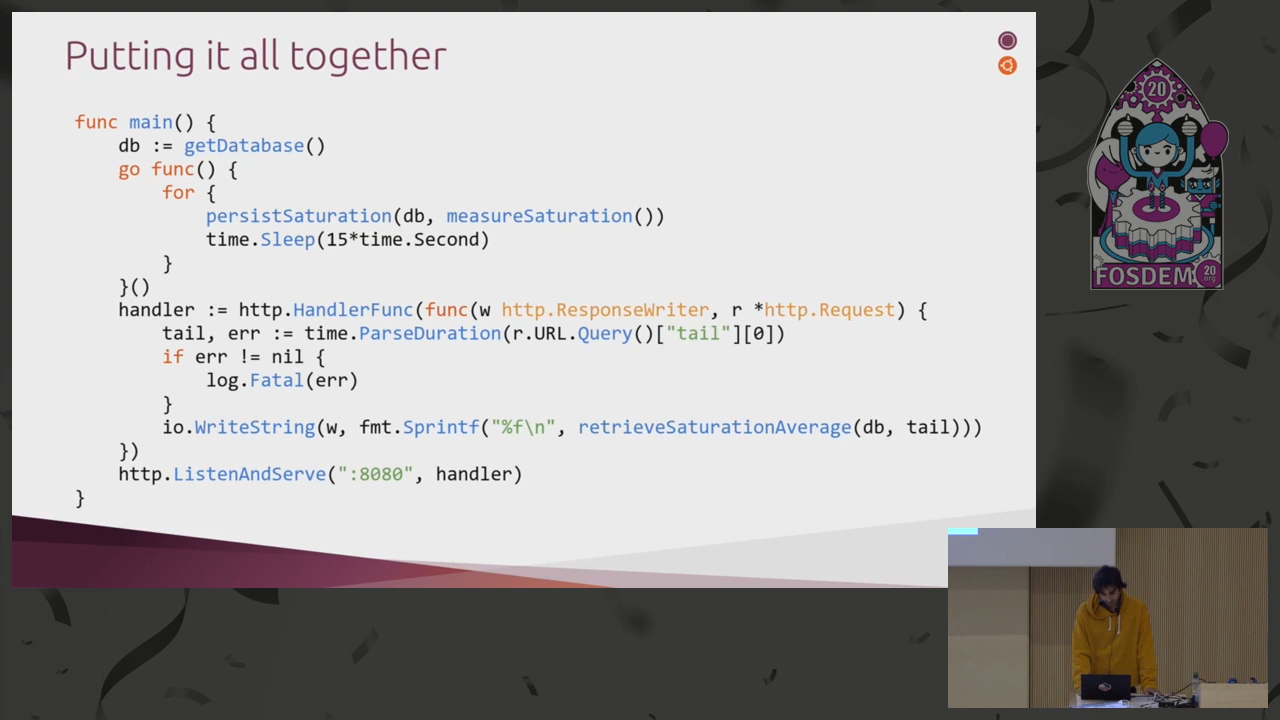 Putting it all together
func main() {
    db := getDatabase()
    go func() {
        for {
            persistSaturation(db, measureSaturation())
            time.Sleep(15*time.Second)
        }
    }()
    handler := http.HandlerFunc(func(w http.ResponseWriter, r *http.Request) {
        tail, err := time.ParseDuration(r.URL.Query()["tail"][0])
        if err != nil {
            log.Fatal(err)
        }
        io.WriteString(w, fmt.Sprintf("%f\n", retrieveSaturationAverage(db, tail)))
    })
    http.ListenAndServe(":8080", handler)
}
20
FOSDEM 20
.org